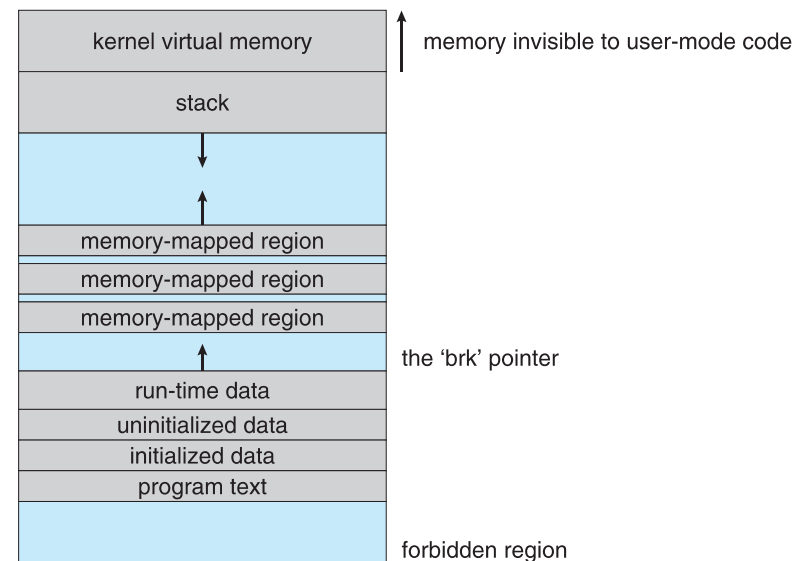 kernel virtual memory
memory invisible to user-mode code
stack
memory-mapped region
memory-mapped region
memory-mapped region
the ‘brk’ pointer
run-time data
uninitialized data
initialized data
program text
forbidden region